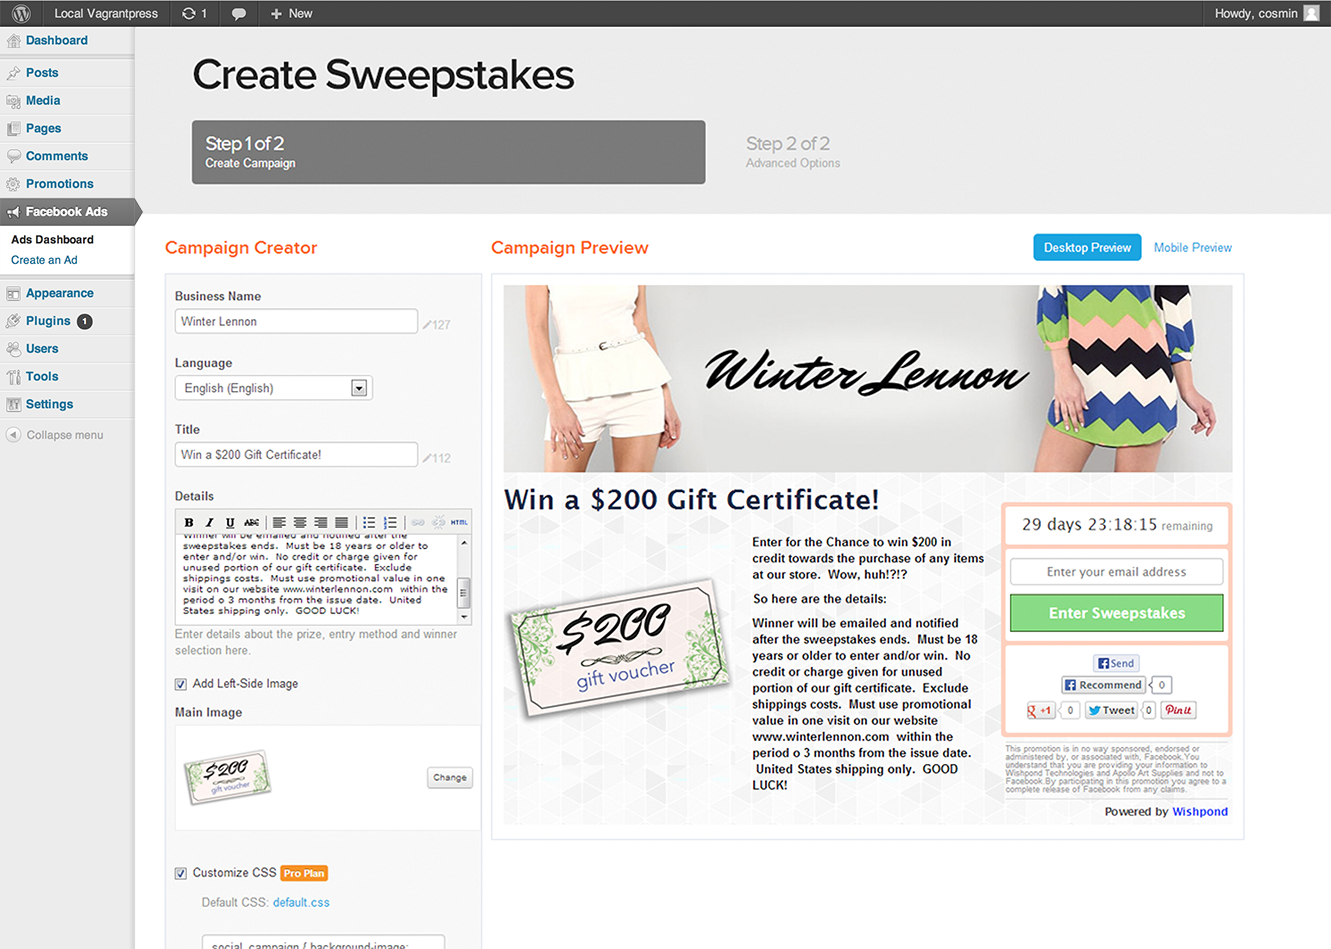 Local Vagrantpress 1 + New Howdy, cosmin
Dashboard
Posts
Media
Pages
Comments
Promotions
Facebook Ads
Ads Dashboard
Create an Ad
Appearance
Plugins 1
Users
Tools
Settings
Collapse menu
Create Sweepstakes
Step 1 of 2
Create Campaign
Step 2 of 2
Advanced Options
Campaign Creator
Business Name
Winter Lennon
127
Language
English (English)
Title
Win a $200 Gift Certificate!
112
Details
B I U ABC HTML
Winner will be emailed and notified after the
sweepstakes ends. Must be 18 years or older to
enter and/or win. No credit or charge given for
unused portion of our gift certificate. Exclude
shippings costs. Must use promotional value in one
visit on our website www.winterlennon.com within the
period o 3 months from the issue date. United
States shipping only. GOOD LUCK!
Enter details about the prize, entry method and winner
selection here.
Add Left-Side Image
Main Image
$200
gift voucher
Change
Customize CSS Pro Plan
Default CSS: default.css
social_campaign { background-image:
Campaign Preview
Desktop Preview Mobile Preview
Winter Lennon
Win a $200 Gift Certificate!
$200
gift voucher
Enter for the Chance to win $200 in
credit towards the purchase of any items
at our store. Wow, huh!?!?
So here are the details:
Winner will be emailed and notified
after the sweepstakes ends. Must be 18
years or older to enter and/or win. No
credit or charge given for unused
portion of our gift certificate. Exclude
shippings costs. Must use promotional
value in one visit on our website
www.winterlennon.com within the
period o 3 months from the issue date.
United States shipping only. GOOD
LUCK!
29 days 23:18:15 remaining
Enter your email address
Enter Sweepstakes
Send
Recommend 0
g +1 0 Tweet 0 Pin it
This promotion is in no way sponsored, endorsed or
administered by, or associated with, Facebook.You
understand that you are providing your information to
Wishpond Technologies and Apollo Art Supplies and not to
Facebook.By participating in this promotion you agree to a
complete release of Facebook from any claims.
Powered by Wishpond